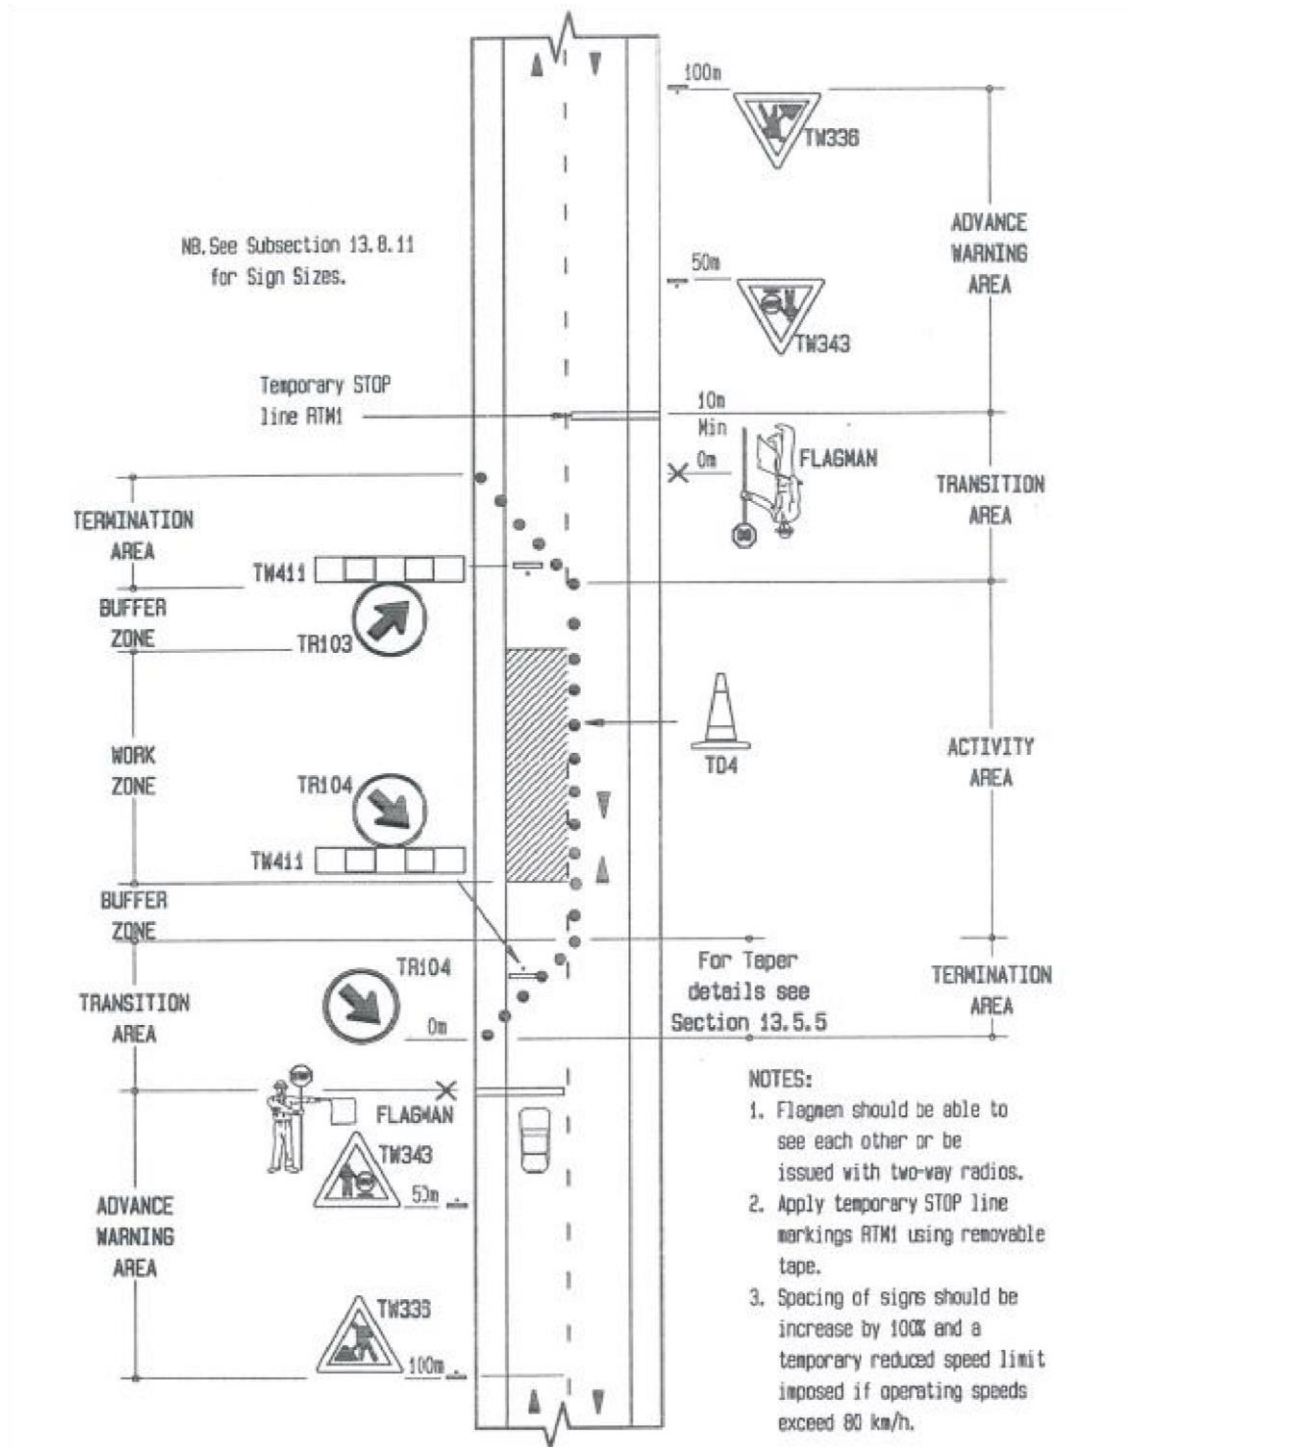 100m
TW336
ADVANCE
WARNING
AREA
NB.See Subsection 13.8.11
for Sign Sizes.
50m
TW343
Temporary STOP
line RTM1
10m
Min
0m
FLAGMAN
TRANSITION
AREA
TERMINATION
AREA
TW411
BUFFER
ZONE
TR103
WORK
ZONE
TR104
TW411
TD4
ACTIVITY
AREA
BUFFER
ZONE
TR104
0m
TRANSITION
AREA
For Taper
details see
Section 13.5.5
TERMINATION
AREA
STOP
FLAGMAN
TW343
50m
ADVANCE
WARNING
AREA
TW336
100m
NOTES:
1. Flagmen should be able to
see each other or be
issued with two-way radios.
2. Apply temporary STOP line
markings RTM1 using removable
tape.
3. Spacing of signs should be
increase by 100% and a
temporary reduced speed limit
imposed if operating speeds
exceed 80 km/h.